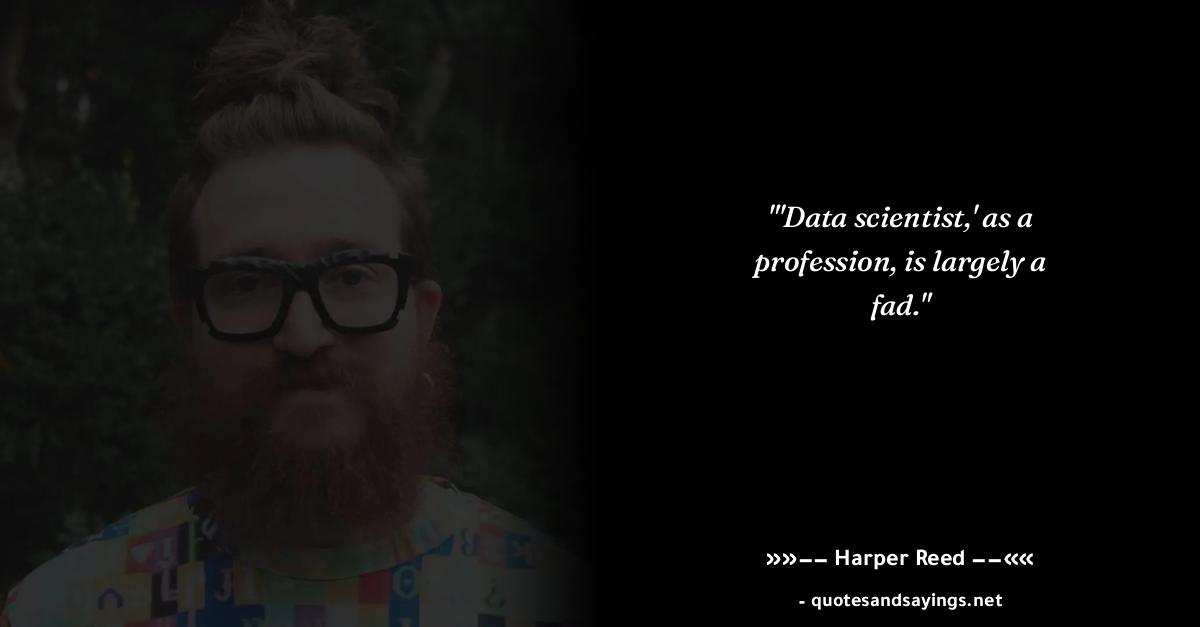 "'Data scientist,' as a
profession, is largely a
fad."
»»−− Harper Reed −−««
- quotesandsayings.net